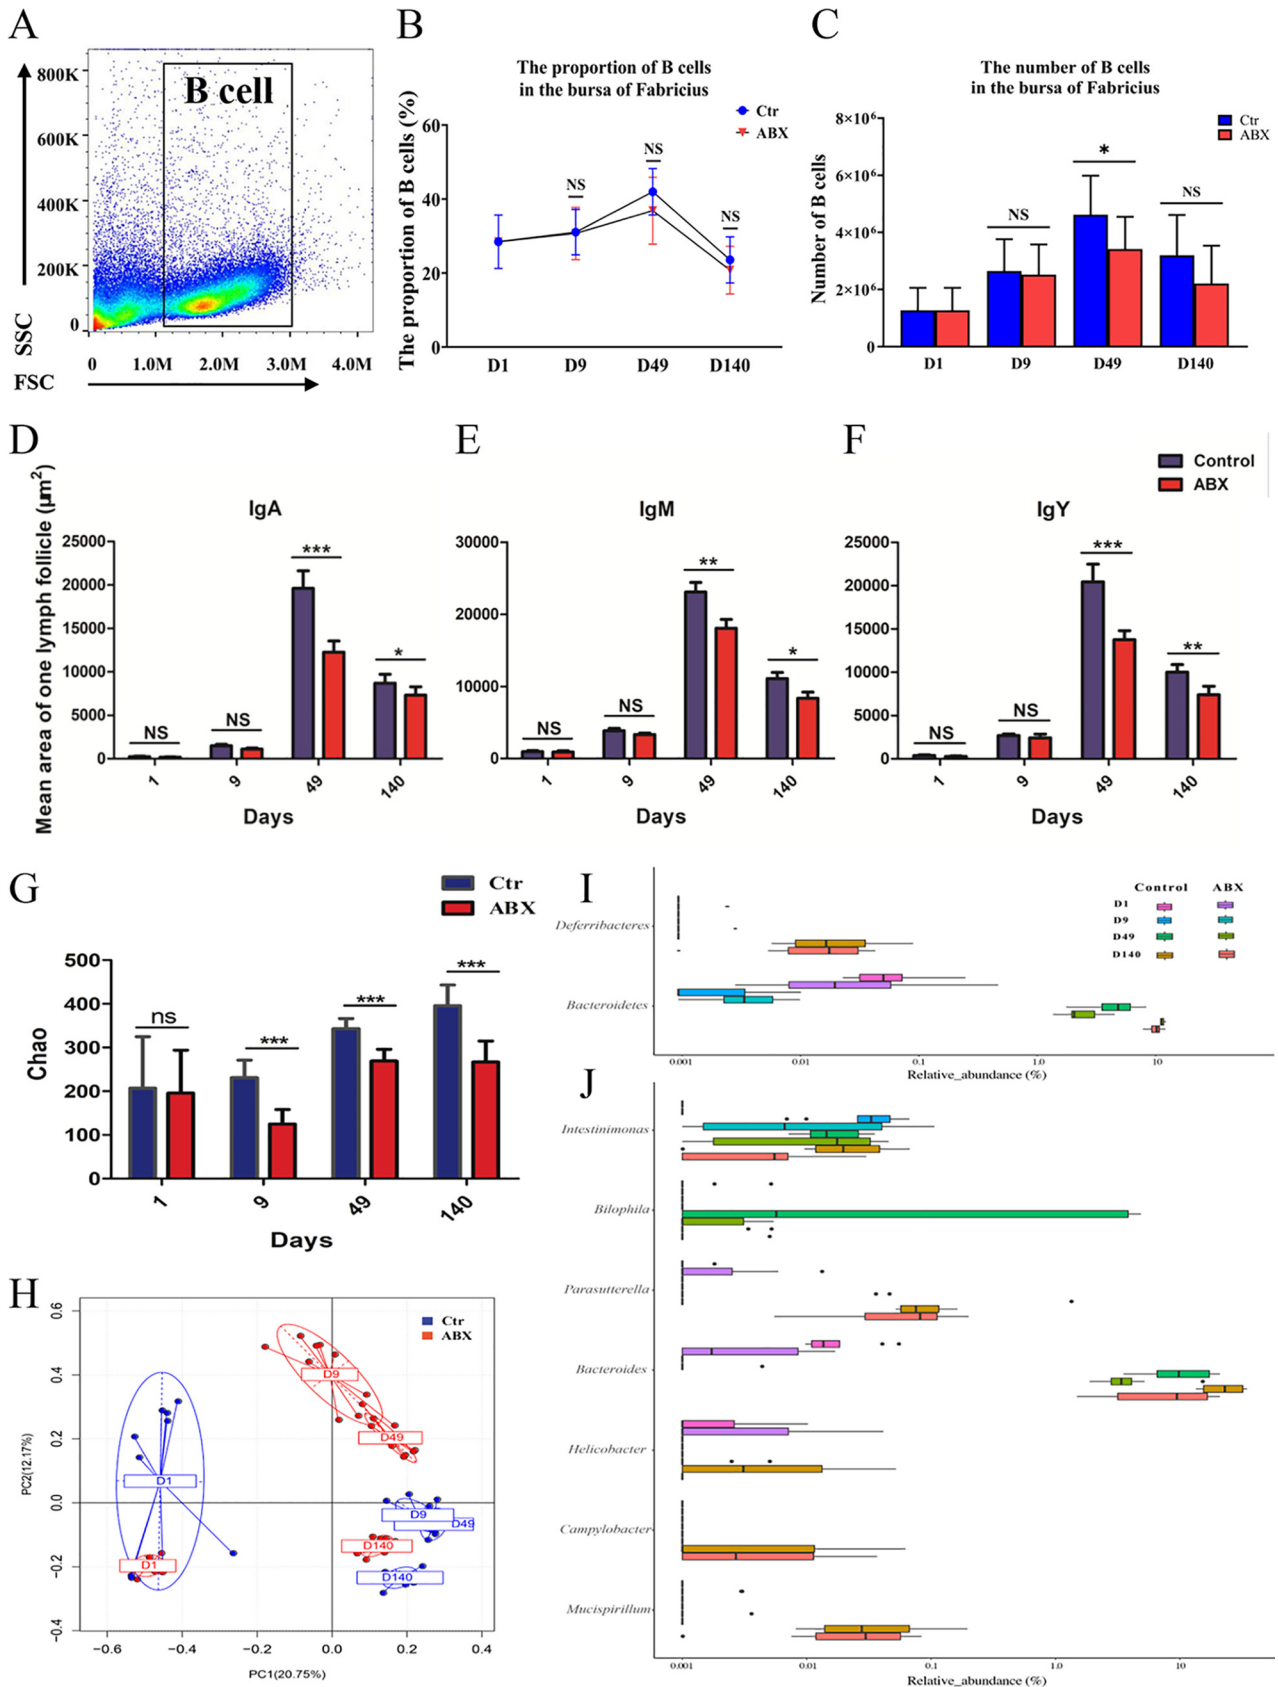 A
B cell
800K
600K
400K
200K
0
SSC
0 1.0M 2.0M 3.0M 4.0M
FSC
B
The proportion of B cells
in the bursa of Fabricius
Ctr
ABX
The proportion of B cells (%)
60
40
20
0
NS
NS
NS
D1 D9 D49 D140
C
The number of B cells
in the bursa of Fabricius
Ctr
ABX
Number of B cells
8×10⁶
6×10⁶
4×10⁶
2×10⁶
0
NS
*
NS
D1 D9 D49 D140
D
Mean area of one lymph follicle (μm²)
IgA
25000
20000
15000
10000
5000
0
NS
NS
***
*
1 9 49 140
Days
E
IgM
30000
20000
10000
0
NS
NS
**
*
1 9 49 140
Days
F
Control
ABX
IgY
25000
20000
15000
10000
5000
0
NS
NS
***
**
1 9 49 140
Days
G
Ctr
ABX
Chao
500
400
300
200
100
0
ns
***
***
***
1 9 49 140
Days
H
Ctr
ABX
PC2(12.17%)
0.6
0.4
0.2
0.0
−0.2
−0.4
D9
D49
D1
D9
D49
D140
D1
D140
−0.6 −0.4 −0.2 0.0 0.2 0.4
PC1(20.75%)
I
Control ABX
D1
D9
D49
D140
Deferribacteres
Bacteroidetes
0.001 0.01 0.1 1.0 10
Relative_abundance (%)
J
Intestinimonas
Bilophila
Parasutterella
Bacteroides
Helicobacter
Campylobacter
Mucispirillum
0.001 0.01 0.1 1.0 10
Relative_abundance (%)